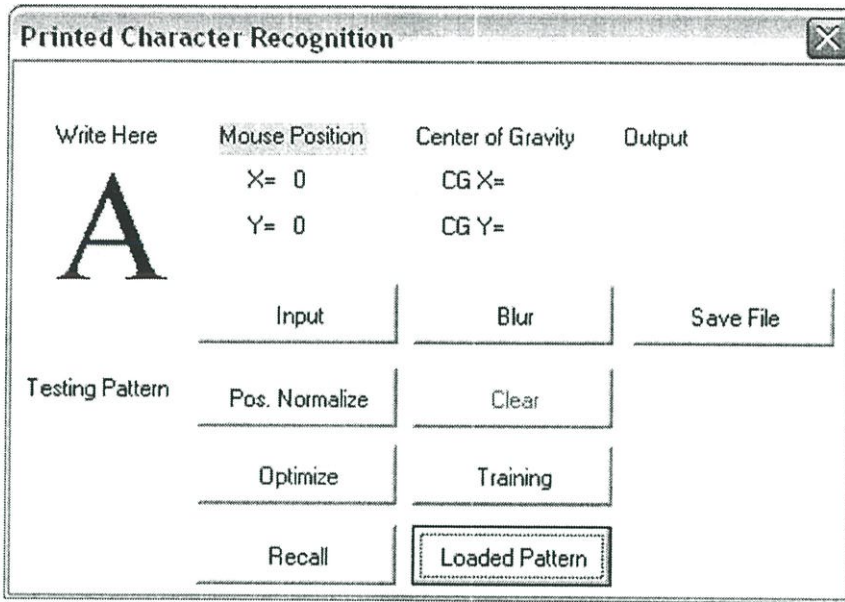 Printed Character Recognition
Write Here Mouse Position Center of Gravity Output
X= 0 CG X=
A
Y= 0 CG Y=
Input Blur Save File
Testing Pattern
Pos. Normalize Clear
Optimize Training
Recall Loaded Pattern